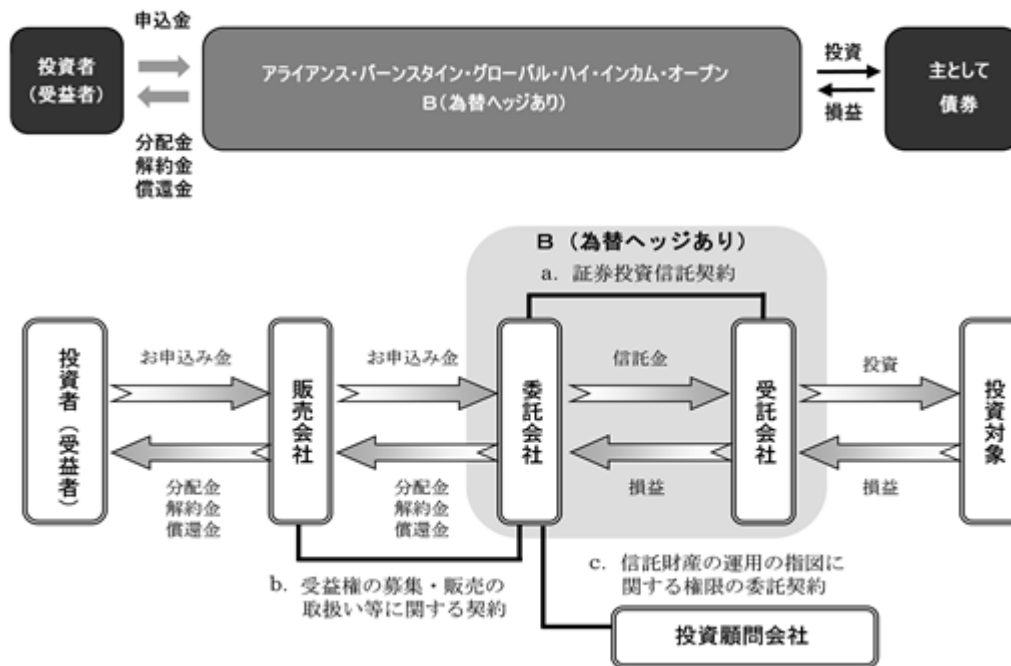 申込金
投資者
(受益者)
アライアンス・バーンスタイン・グローバル・ハイ・インカム・オープン
B(為替ヘッジあり)
投資
損益
主として
債券
分配金
解約金
償還金
B(為替ヘッジあり)
a. 証券投資信託契約
投資者(受益者)
お申込み金
販売会社
お申込み金
委託会社
信託金
受託会社
投資
投資対象
分配金
解約金
償還金
分配金
解約金
償還金
損益
損益
b. 受益権の募集・販売の
取扱い等に関する契約
c. 信託財産の運用の指図に
関する権限の委託契約
投資顧問会社